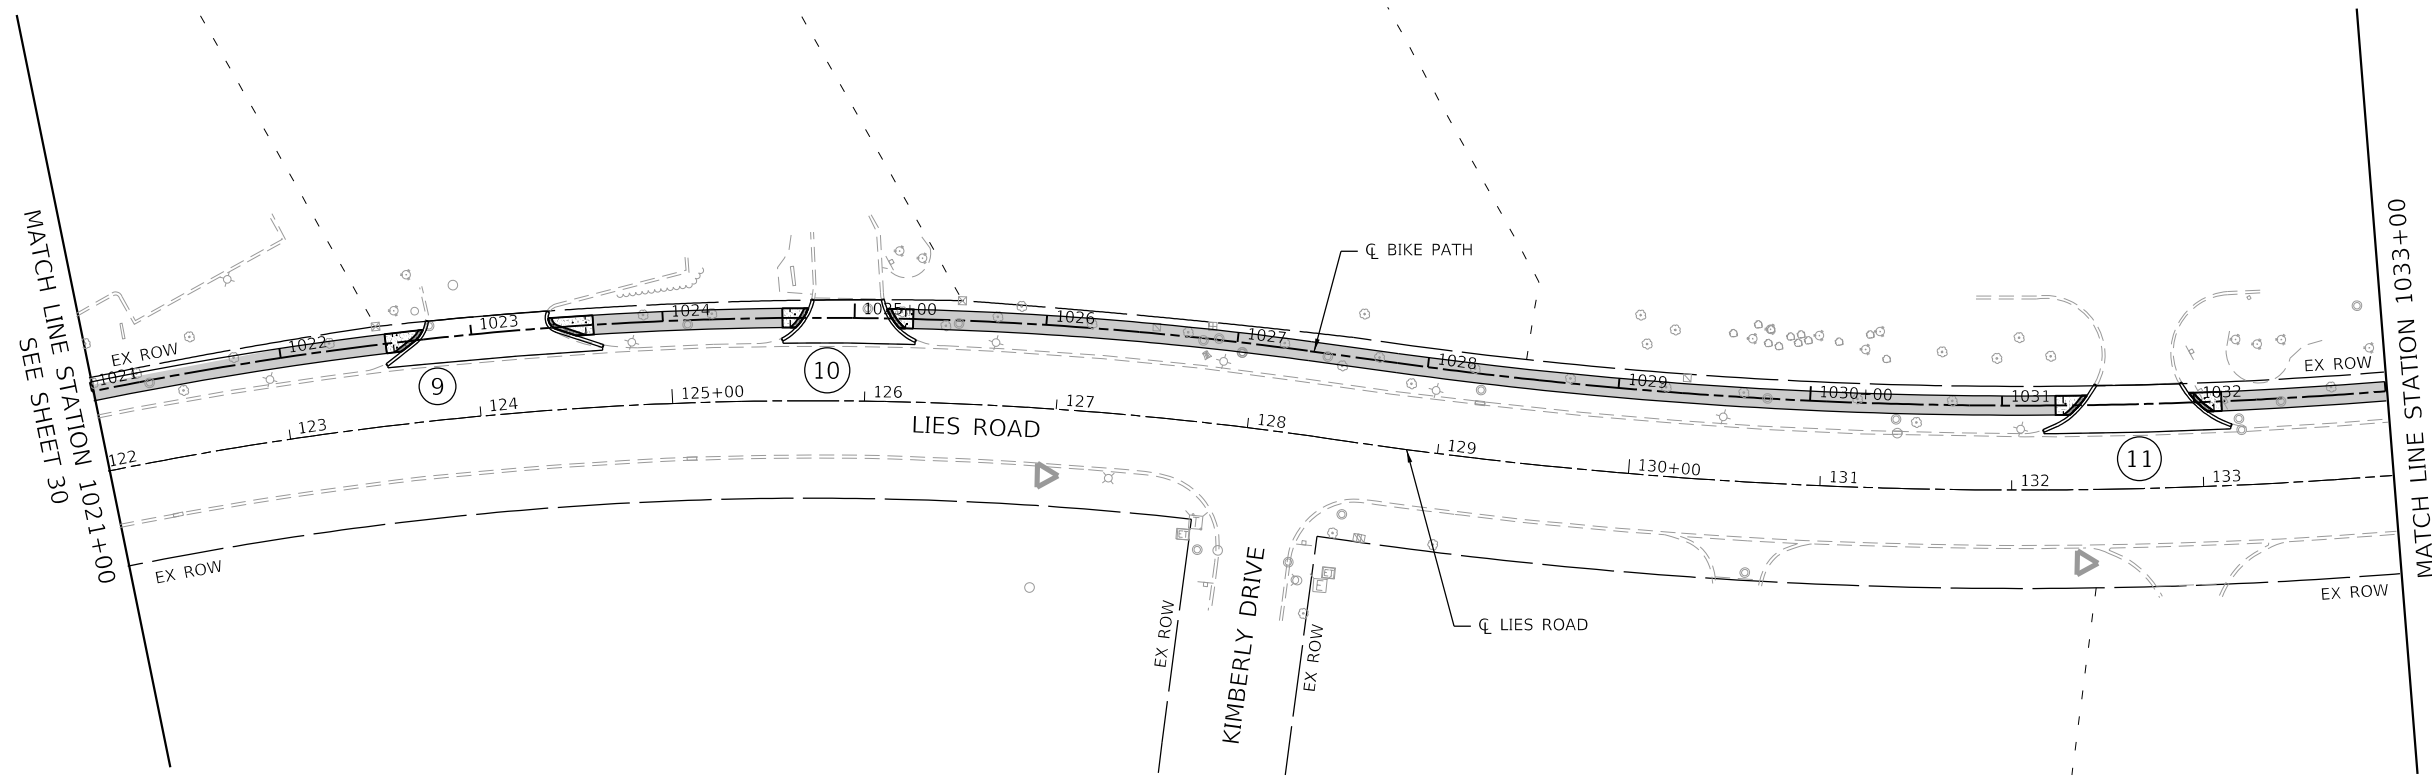 MATCH LINE STATION 1021+00
SEE SHEET 30
EX ROW
1021
1022
1023
1024
1025+00
1026
1027
1028
1029
1030+00
1031
1032
℄ BIKE PATH
EX ROW
MATCH LINE STATION 1033+00
9
10
11
122
123
124
125+00
126
127
128
129
130+00
131
132
133
LIES ROAD
EX ROW
T
ET
ET
E
KIMBERLY DRIVE
EX ROW
EX ROW
℄ LIES ROAD
EX ROW